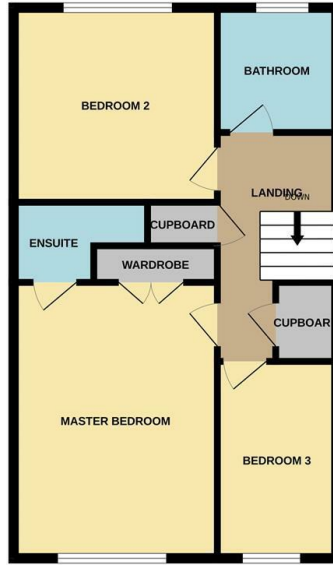 BATHROOM
BEDROOM 2
LANDING
DOWN
CUPBOARD
ENSUITE
WARDROBE
CUPBOAR
MASTER BEDROOM
BEDROOM 3